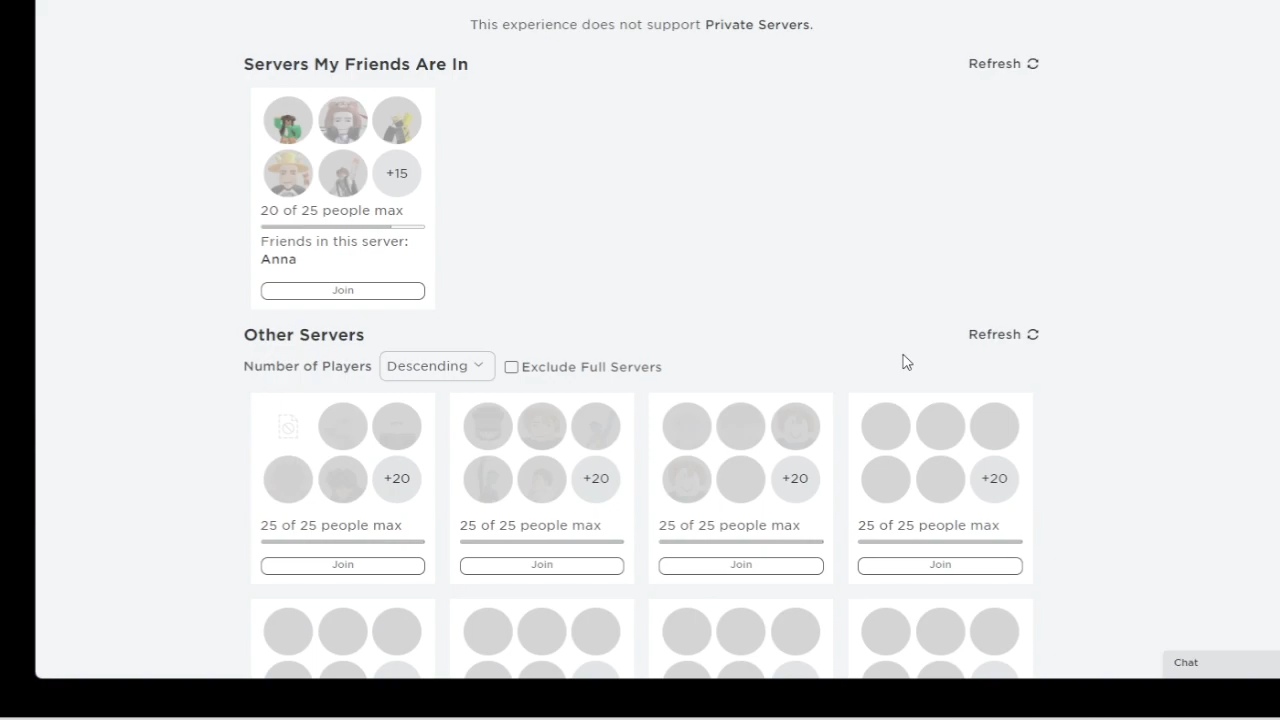 This experience does not support Private Servers.
Servers My Friends Are In
Refresh
+15
20 of 25 people max
Friends in this server:
Anna
Join
Other Servers
Refresh
Number of Players Descending Exclude Full Servers
+20 +20 +20 +20
25 of 25 people max 25 of 25 people max 25 of 25 people max 25 of 25 people max
Join Join Join Join
Chat